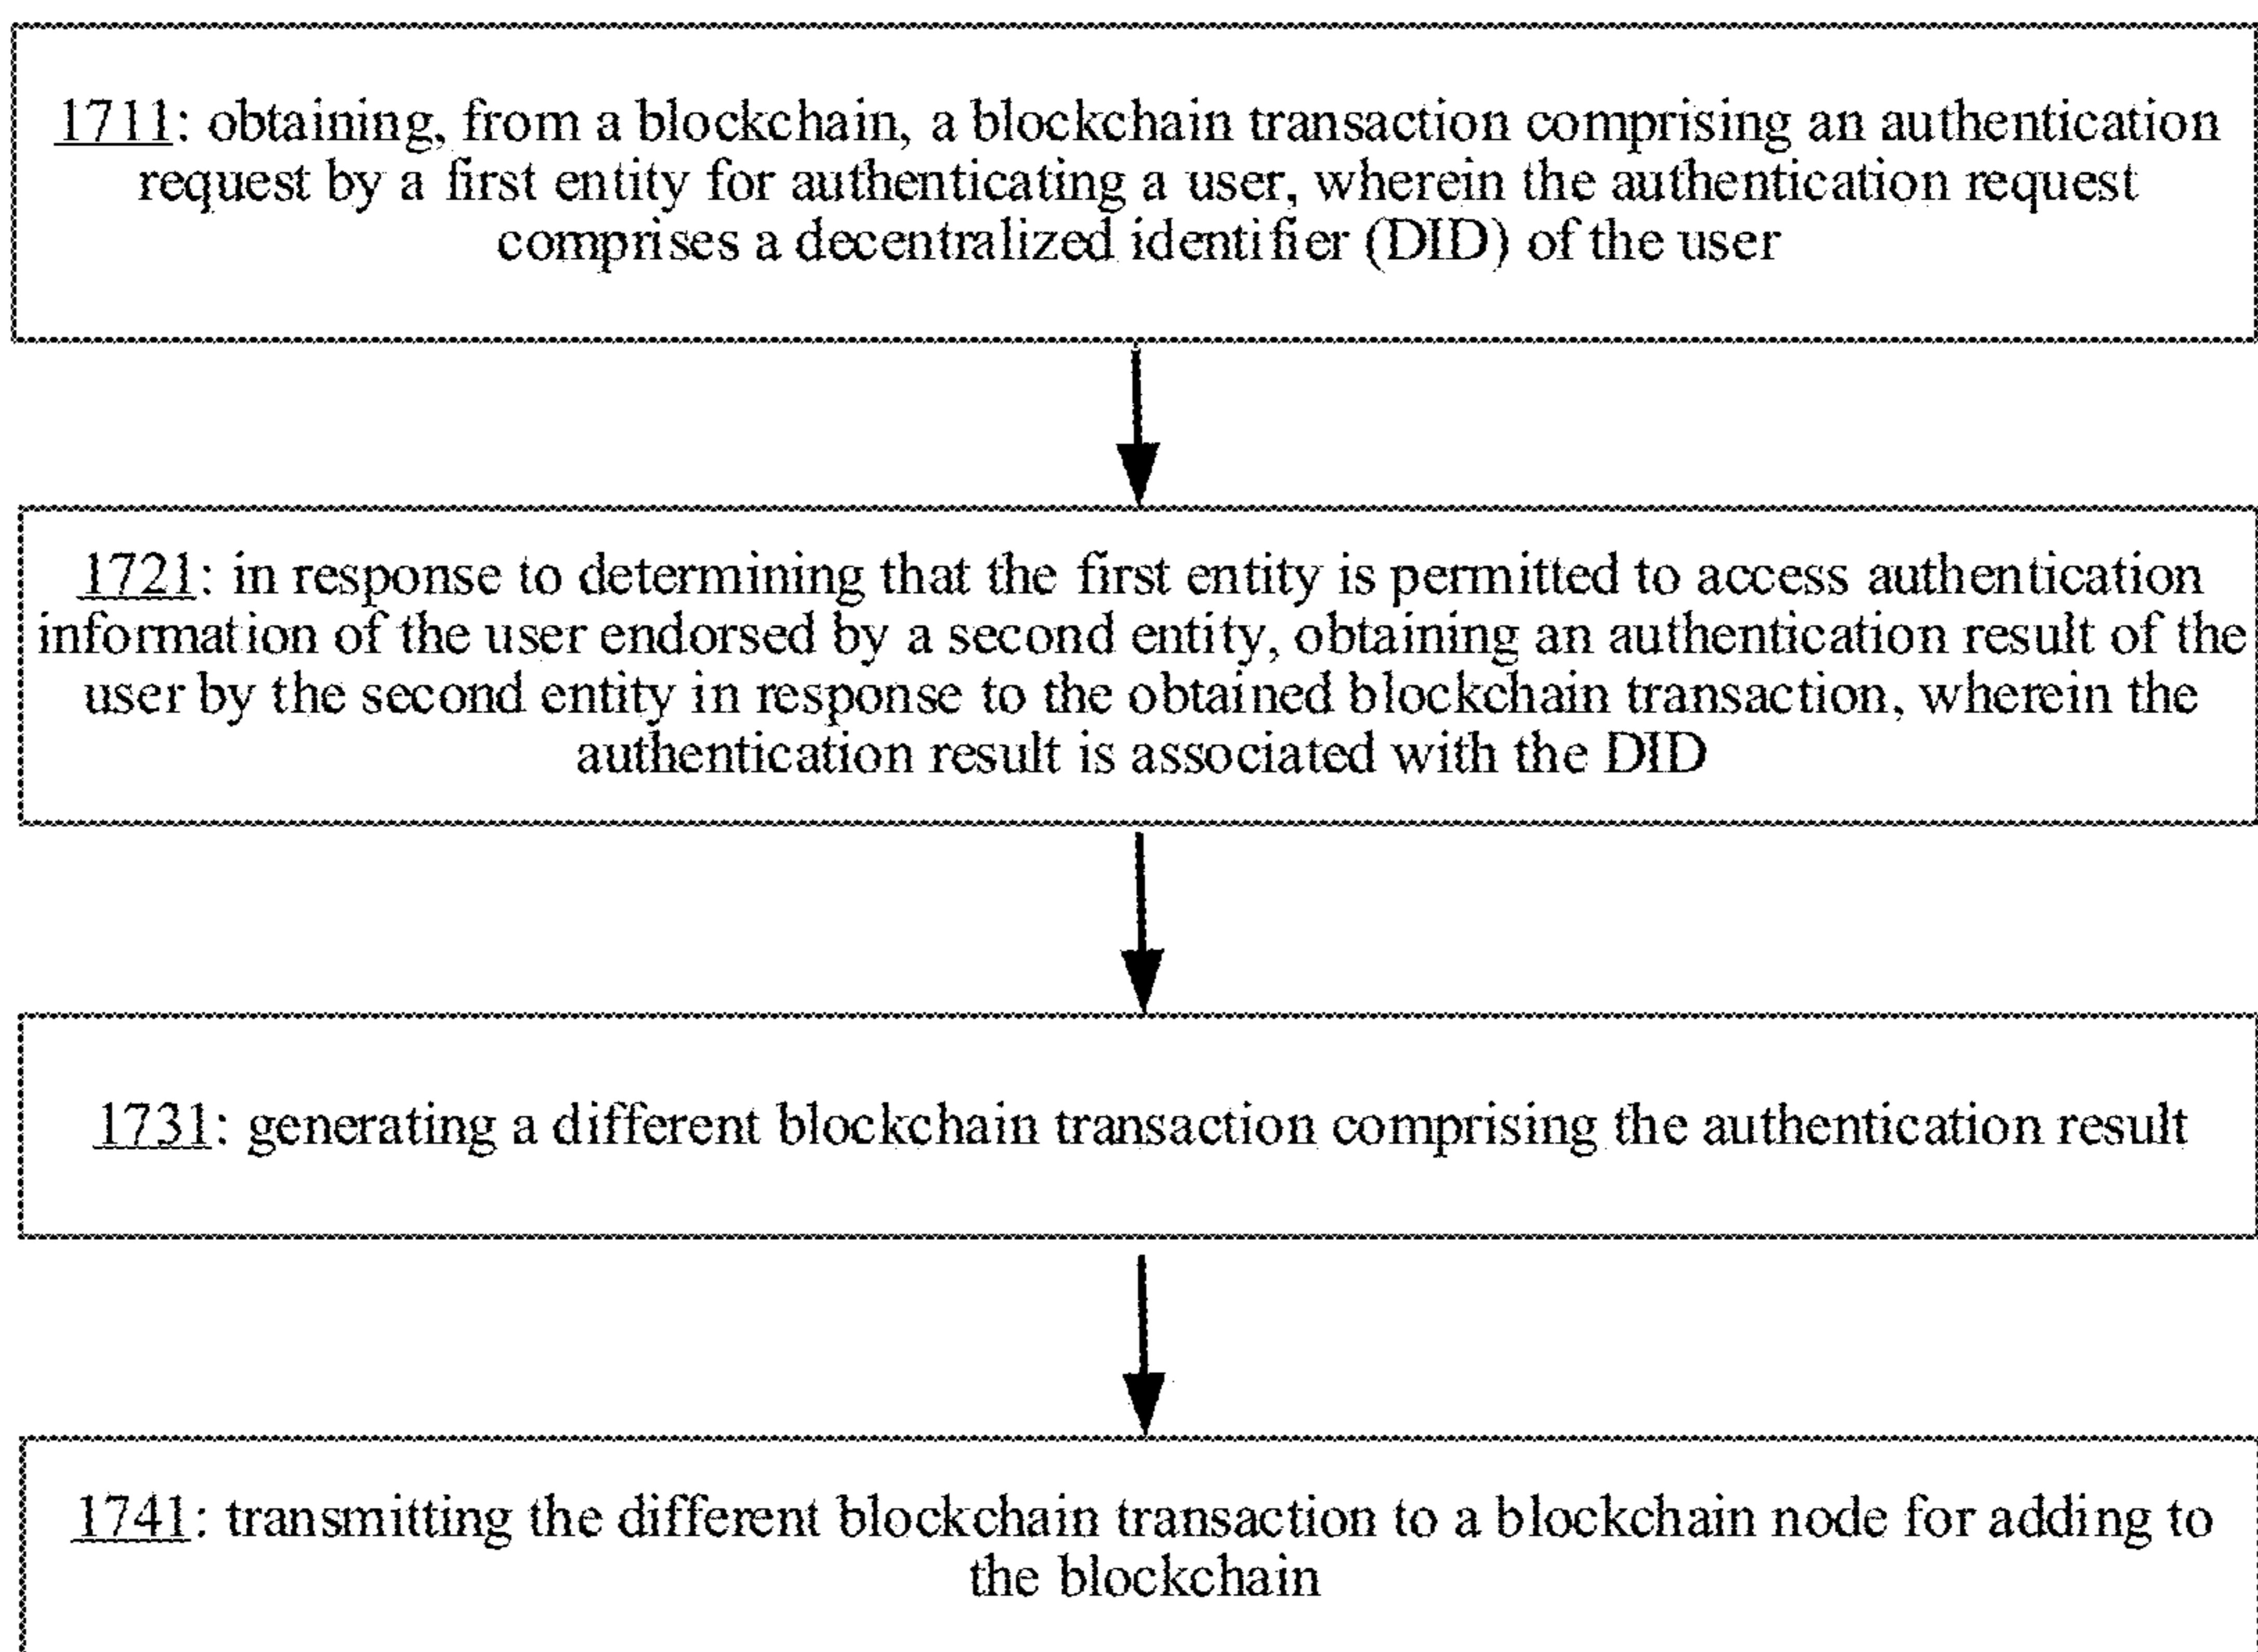 1711: obtaining, from a blockchain, a blockchain transaction comprising an authentication
request by a first entity for authenticating a user, wherein the authentication request
comprises a decentralized identifier (DID) of the user
1721: in response to determining that the first entity is permitted to access authentication
information of the user endorsed by a second entity, obtaining an authentication result of the
user by the second entity in response to the obtained blockchain transaction, wherein the
authentication result is associated with the DID
1731: generating a different blockchain transaction comprising the authentication result
1741: transmitting the different blockchain transaction to a blockchain node for adding to
the blockchain